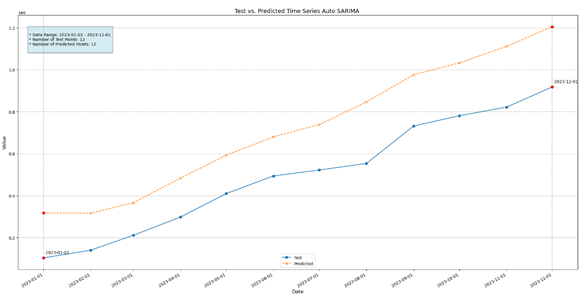 Test vs. Predicted Time Series Auto SARIMA
1e6
* Data Range: 2023-01-01 - 2023-12-01
* Number of Test Points: 12
* Number of Predicted Points: 12
1.2
1.0
0.8
0.6
0.4
0.2
Value
2023-01-01
2023-12-01
Test
Predicted
2023-01-01
2023-02-01
2023-03-01
2023-04-01
2023-05-01
2023-06-01
2023-07-01
2023-08-01
2023-09-01
2023-10-01
2023-11-01
2023-12-01
Date